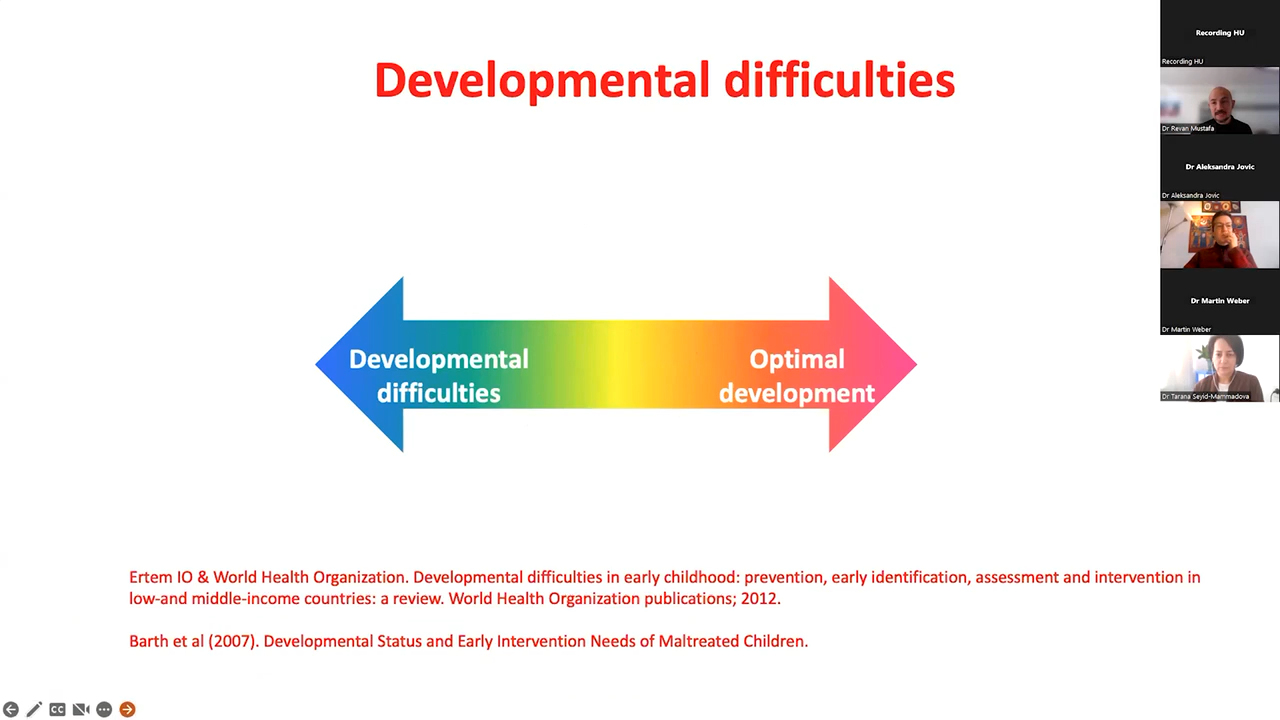 Developmental difficulties
Developmental
difficulties
Optimal
development
Ertem IO & World Health Organization. Developmental difficulties in early childhood: prevention, early identification, assessment and intervention in
low-and middle-income countries: a review. World Health Organization publications; 2012.
Barth et al (2007). Developmental Status and Early Intervention Needs of Maltreated Children.
Recording HU
Recording HU
Dr Revan Mustafa
Dr Aleksandra Jovic
Dr Aleksandra Jovic
Dr Martin Weber
Dr Martin Weber
Dr Tarana Seyid-Mammadova
CC